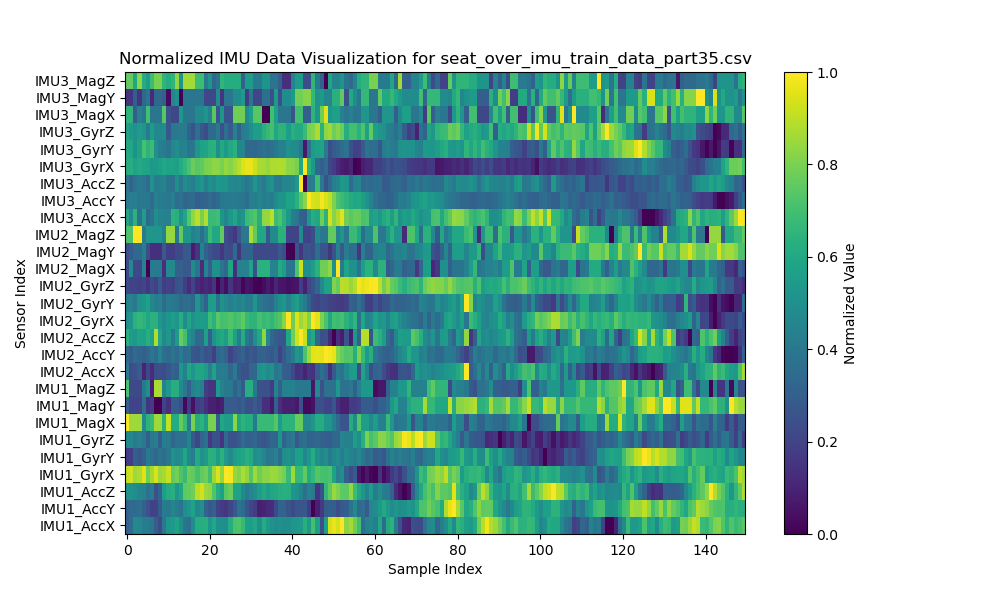 Normalized IMU Data Visualization for seat_over_imu_train_data_part35.csv
IMU3_MagZ
IMU3_MagY
IMU3_MagX
IMU3_GyrZ
IMU3_GyrY
IMU3_GyrX
IMU3_AccZ
IMU3_AccY
IMU3_AccX
IMU2_MagZ
IMU2_MagY
IMU2_MagX
IMU2_GyrZ
IMU2_GyrY
IMU2_GyrX
IMU2_AccZ
IMU2_AccY
IMU2_AccX
IMU1_MagZ
IMU1_MagY
IMU1_MagX
IMU1_GyrZ
IMU1_GyrY
IMU1_GyrX
IMU1_AccZ
IMU1_AccY
IMU1_AccX
Sensor Index
0 20 40 60 80 100 120 140
Sample Index
1.0
0.8
0.6
0.4
0.2
0.0
Normalized Value